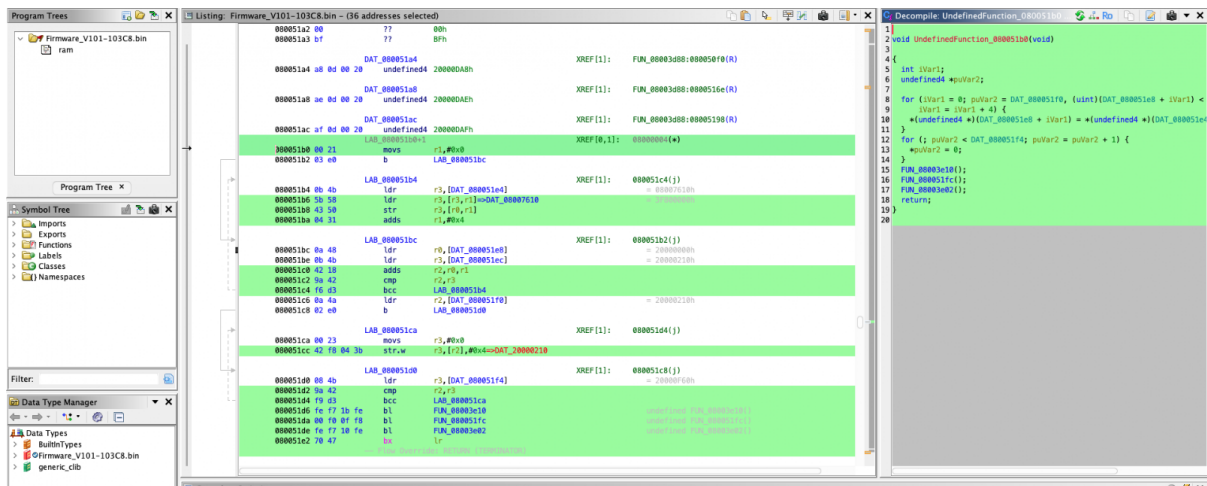 Program Trees
Firmware_V101-103C8.bin
ram
Program Tree ×
Symbol Tree
Imports
Exports
Functions
Labels
Classes
Namespaces
Filter:
Data Type Manager
Data Types
BuiltInTypes
Firmware_V101-103C8.bin
generic_clib
Listing: Firmware_V101-103C8.bin - (36 addresses selected)
080051a2 00 ?? 00h
080051a3 bf ?? BFh
DAT_080051a4 XREF[1]: FUN_08003d88:080050f0(R)
080051a4 a8 0d 00 20 undefined4 20000DA8h
DAT_080051a8 XREF[1]: FUN_08003d88:0800516e(R)
080051a8 ae 0d 00 20 undefined4 20000DAEh
DAT_080051ac XREF[1]: FUN_08003d88:08005198(R)
080051ac af 0d 00 20 undefined4 20000DAFh
LAB_080051b0+1 XREF[0,1]: 08000004(*)
080051b0 00 21 movs r1,#0x0
080051b2 03 e0 b LAB_080051bc
LAB_080051b4 XREF[1]: 080051c4(j)
080051b4 0b 4b ldr r3,[DAT_080051e4] = 08007610h
080051b6 5b 58 ldr r3,[r3,r1]=>DAT_08007610 = 3F800000h
080051b8 43 50 str r3,[r0,r1]
080051ba 04 31 adds r1,#0x4
LAB_080051bc XREF[1]: 080051b2(j)
080051bc 0a 48 ldr r0,[DAT_080051e8] = 20000000h
080051be 0b 4b ldr r3,[DAT_080051ec] = 20000210h
080051c0 42 18 adds r2,r0,r1
080051c2 9a 42 cmp r2,r3
080051c4 f6 d3 bcc LAB_080051b4
080051c6 0a 4a ldr r2,[DAT_080051f0] = 20000210h
080051c8 02 e0 b LAB_080051d0
LAB_080051ca XREF[1]: 080051d4(j)
080051ca 00 23 movs r3,#0x0
080051cc 42 f8 04 3b str.w r3,[r2],#0x4=>DAT_20000210
LAB_080051d0 XREF[1]: 080051c8(j)
080051d0 08 4b ldr r3,[DAT_080051f4] = 20000F60h
080051d2 9a 42 cmp r2,r3
080051d4 f9 d3 bcc LAB_080051ca
080051d6 fe f7 1b fe bl FUN_08003e10 undefined FUN_08003e10()
080051da 00 f0 0f f8 bl FUN_080051fc undefined FUN_080051fc()
080051de fe f7 10 fe bl FUN_08003e02 undefined FUN_08003e02()
080051e2 70 47 bx lr
-- Flow Override: RETURN (TERMINATOR)
Decompile: UndefinedFunction_080051b0
Ro
1
2 void UndefinedFunction_080051b0(void)
3
4 {
5 int iVar1;
6 undefined4 *puVar2;
7
8 for (iVar1 = 0; puVar2 = DAT_080051f0, (uint)(DAT_080051e8 + iVar1) <
9 iVar1 = iVar1 + 4) {
10 *(undefined4 *)(DAT_080051e8 + iVar1) = *(undefined4 *)(DAT_080051e4
11 }
12 for (; puVar2 < DAT_080051f4; puVar2 = puVar2 + 1) {
13 *puVar2 = 0;
14 }
15 FUN_08003e10();
16 FUN_080051fc();
17 FUN_08003e02();
18 return;
19 }
20